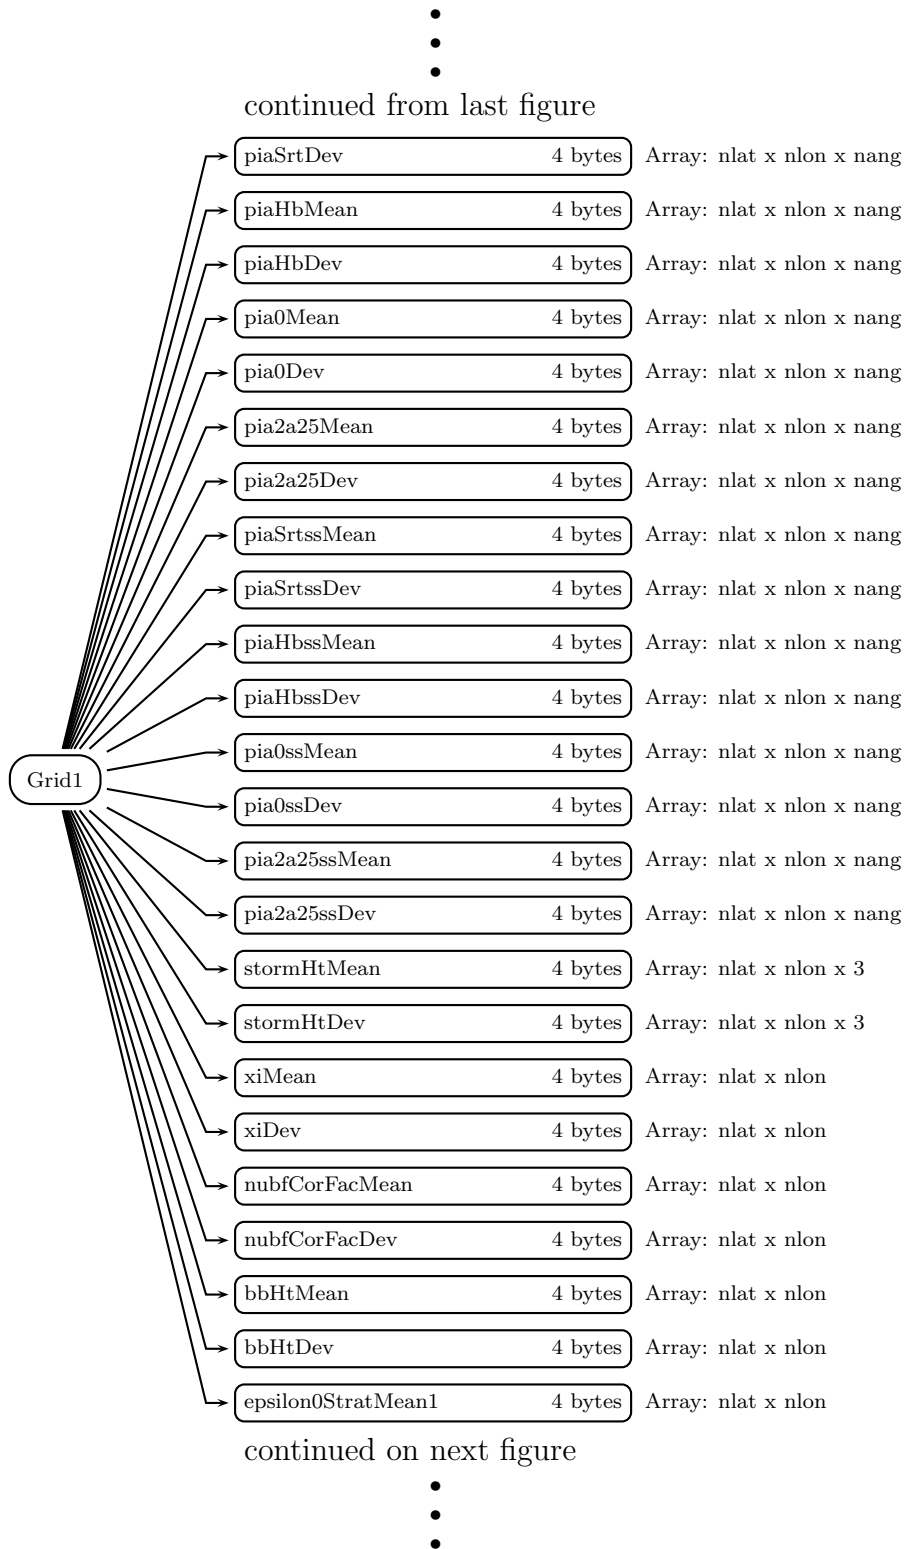 continued from last figure
piaSrtDev 4 bytes Array: nlat x nlon x nang
piaHbMean 4 bytes Array: nlat x nlon x nang
piaHbDev 4 bytes Array: nlat x nlon x nang
pia0Mean 4 bytes Array: nlat x nlon x nang
pia0Dev 4 bytes Array: nlat x nlon x nang
pia2a25Mean 4 bytes Array: nlat x nlon x nang
pia2a25Dev 4 bytes Array: nlat x nlon x nang
piaSrtssMean 4 bytes Array: nlat x nlon x nang
piaSrtssDev 4 bytes Array: nlat x nlon x nang
piaHbssMean 4 bytes Array: nlat x nlon x nang
piaHbssDev 4 bytes Array: nlat x nlon x nang
pia0ssMean 4 bytes Array: nlat x nlon x nang
Grid1
pia0ssDev 4 bytes Array: nlat x nlon x nang
pia2a25ssMean 4 bytes Array: nlat x nlon x nang
pia2a25ssDev 4 bytes Array: nlat x nlon x nang
stormHtMean 4 bytes Array: nlat x nlon x 3
stormHtDev 4 bytes Array: nlat x nlon x 3
xiMean 4 bytes Array: nlat x nlon
xiDev 4 bytes Array: nlat x nlon
nubfCorFacMean 4 bytes Array: nlat x nlon
nubfCorFacDev 4 bytes Array: nlat x nlon
bbHtMean 4 bytes Array: nlat x nlon
bbHtDev 4 bytes Array: nlat x nlon
epsilon0StratMean1 4 bytes Array: nlat x nlon
continued on next figure